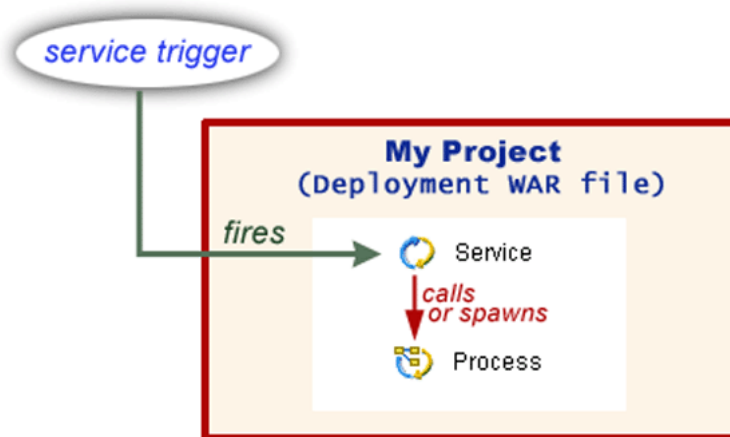 service trigger
My Project
(Deployment WAR file)
fires
Service
calls
or spawns
Process